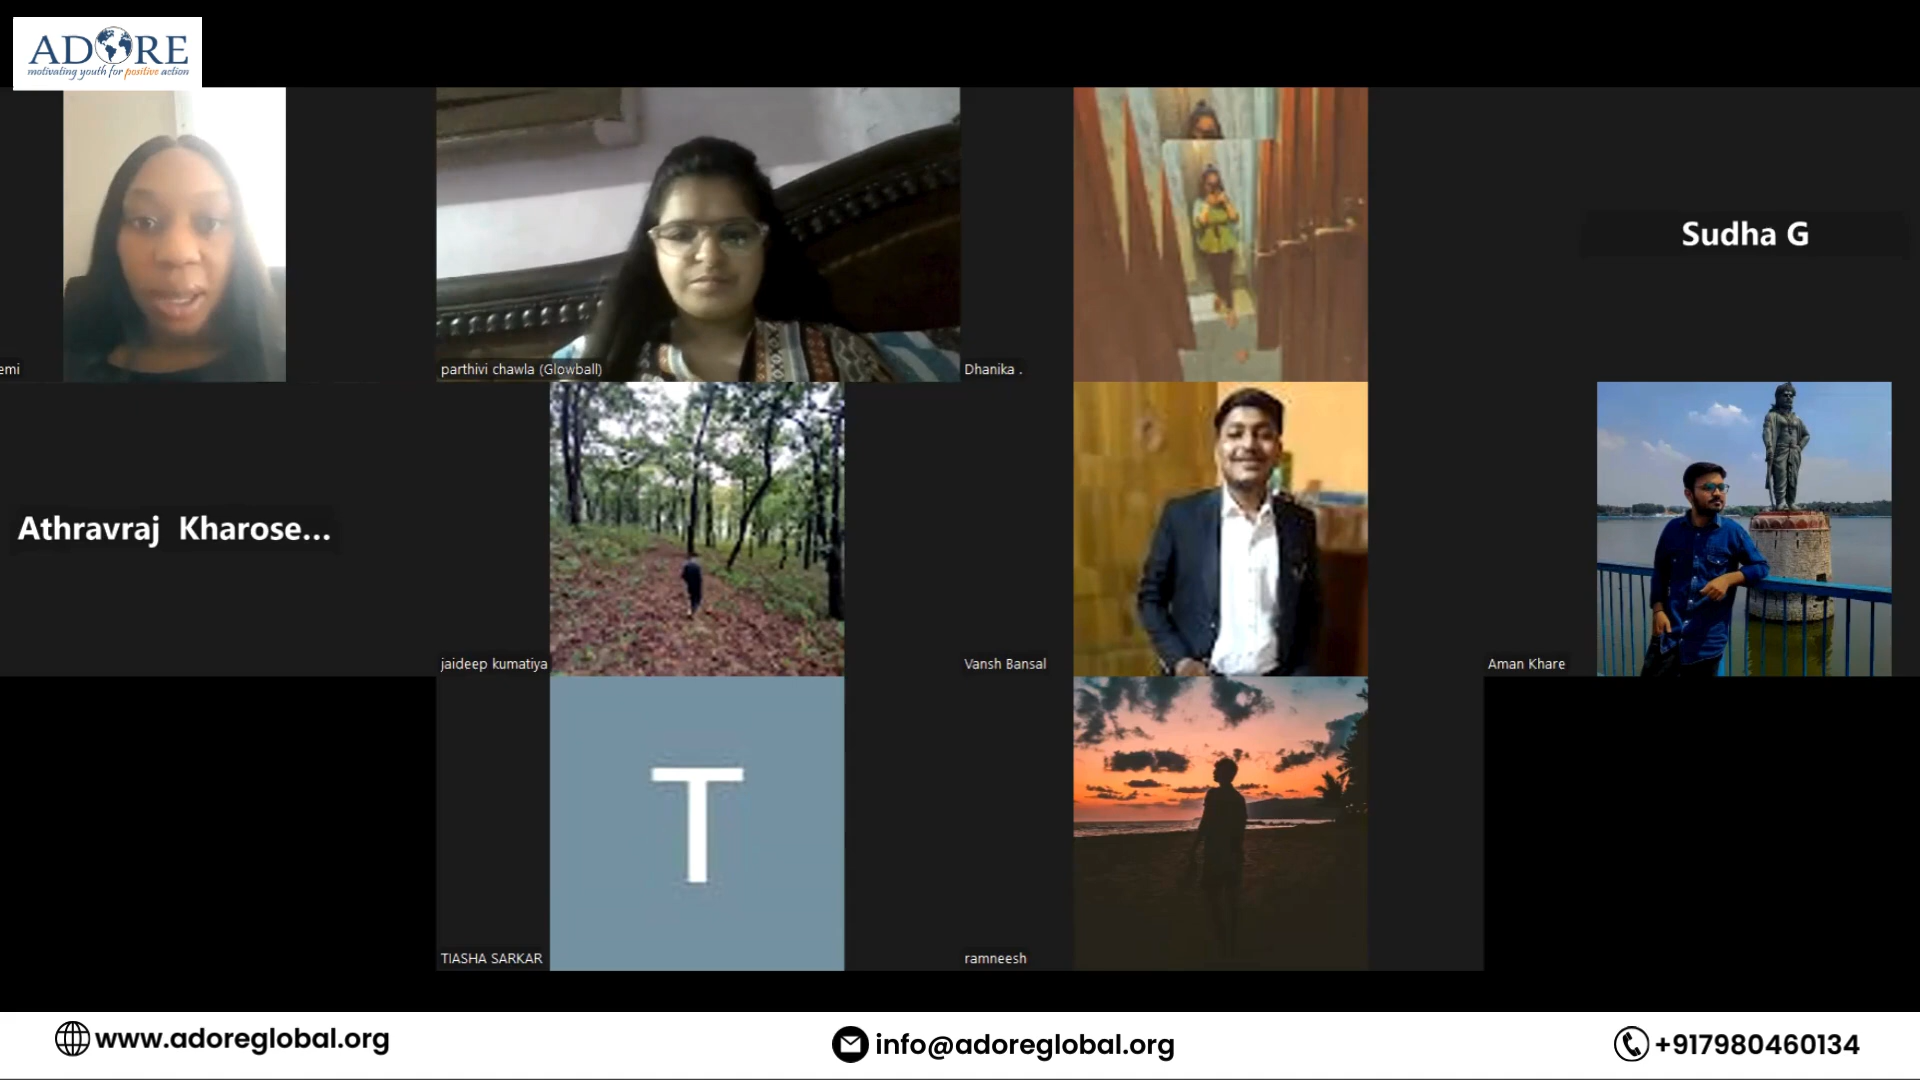 ADORE
motivating youth for positive action
emi
parthivi chawla (Glowball)
Dhanika .
Sudha G
Athravraj Kharose...
jaideep kumatiya
Vansh Bansal
Aman Khare
T
TIASHA SARKAR
ramneesh
www.adoreglobal.org
info@adoreglobal.org
+917980460134